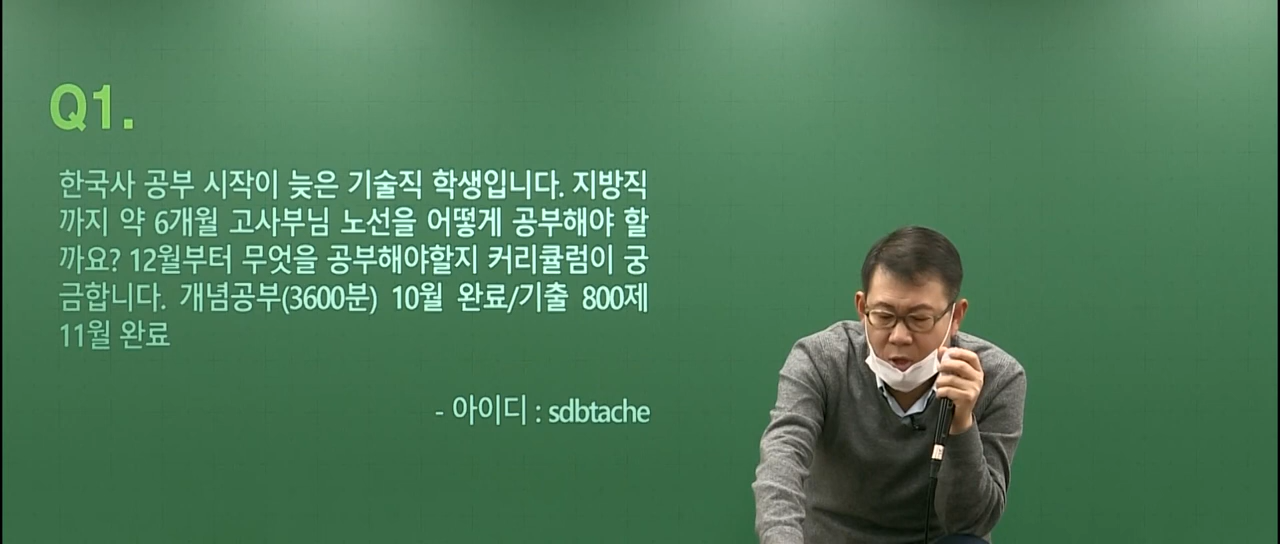 Q1.
한국사 공부 시작이 늦은 기술직 학생입니다. 지방직
까지 약 6개월 고사부님 노선을 어떻게 공부해야 할
까요? 12월부터 무엇을 공부해야할지 커리큘럼이 궁
금합니다. 개념공부(3600분) 10월 완료/기출 800제
11월 완료
- 아이디 : sdbtache